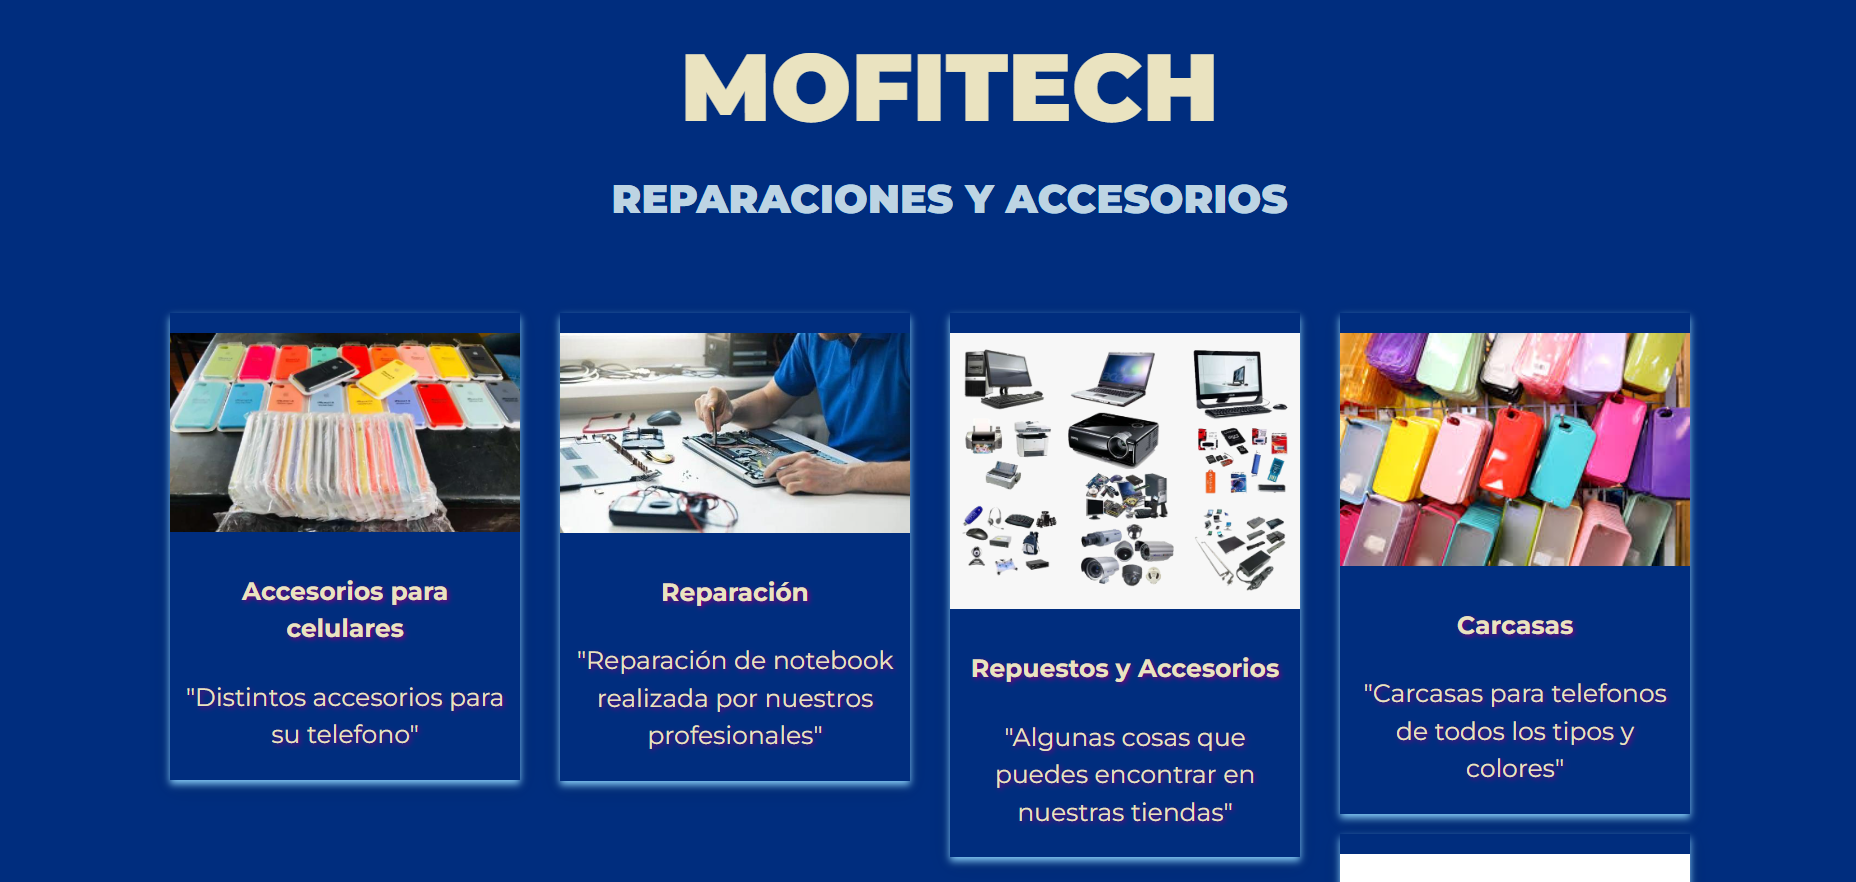 MOFITECH
REPARACIONES Y ACCESORIOS
Accesorios para
celulares
"Distintos accesorios para
su telefono"
Reparación
"Reparación de notebook
realizada por nuestros
profesionales"
Repuestos y Accesorios
"Algunas cosas que
puedes encontrar en
nuestras tiendas"
Carcasas
"Carcasas para telefonos
de todos los tipos y
colores"